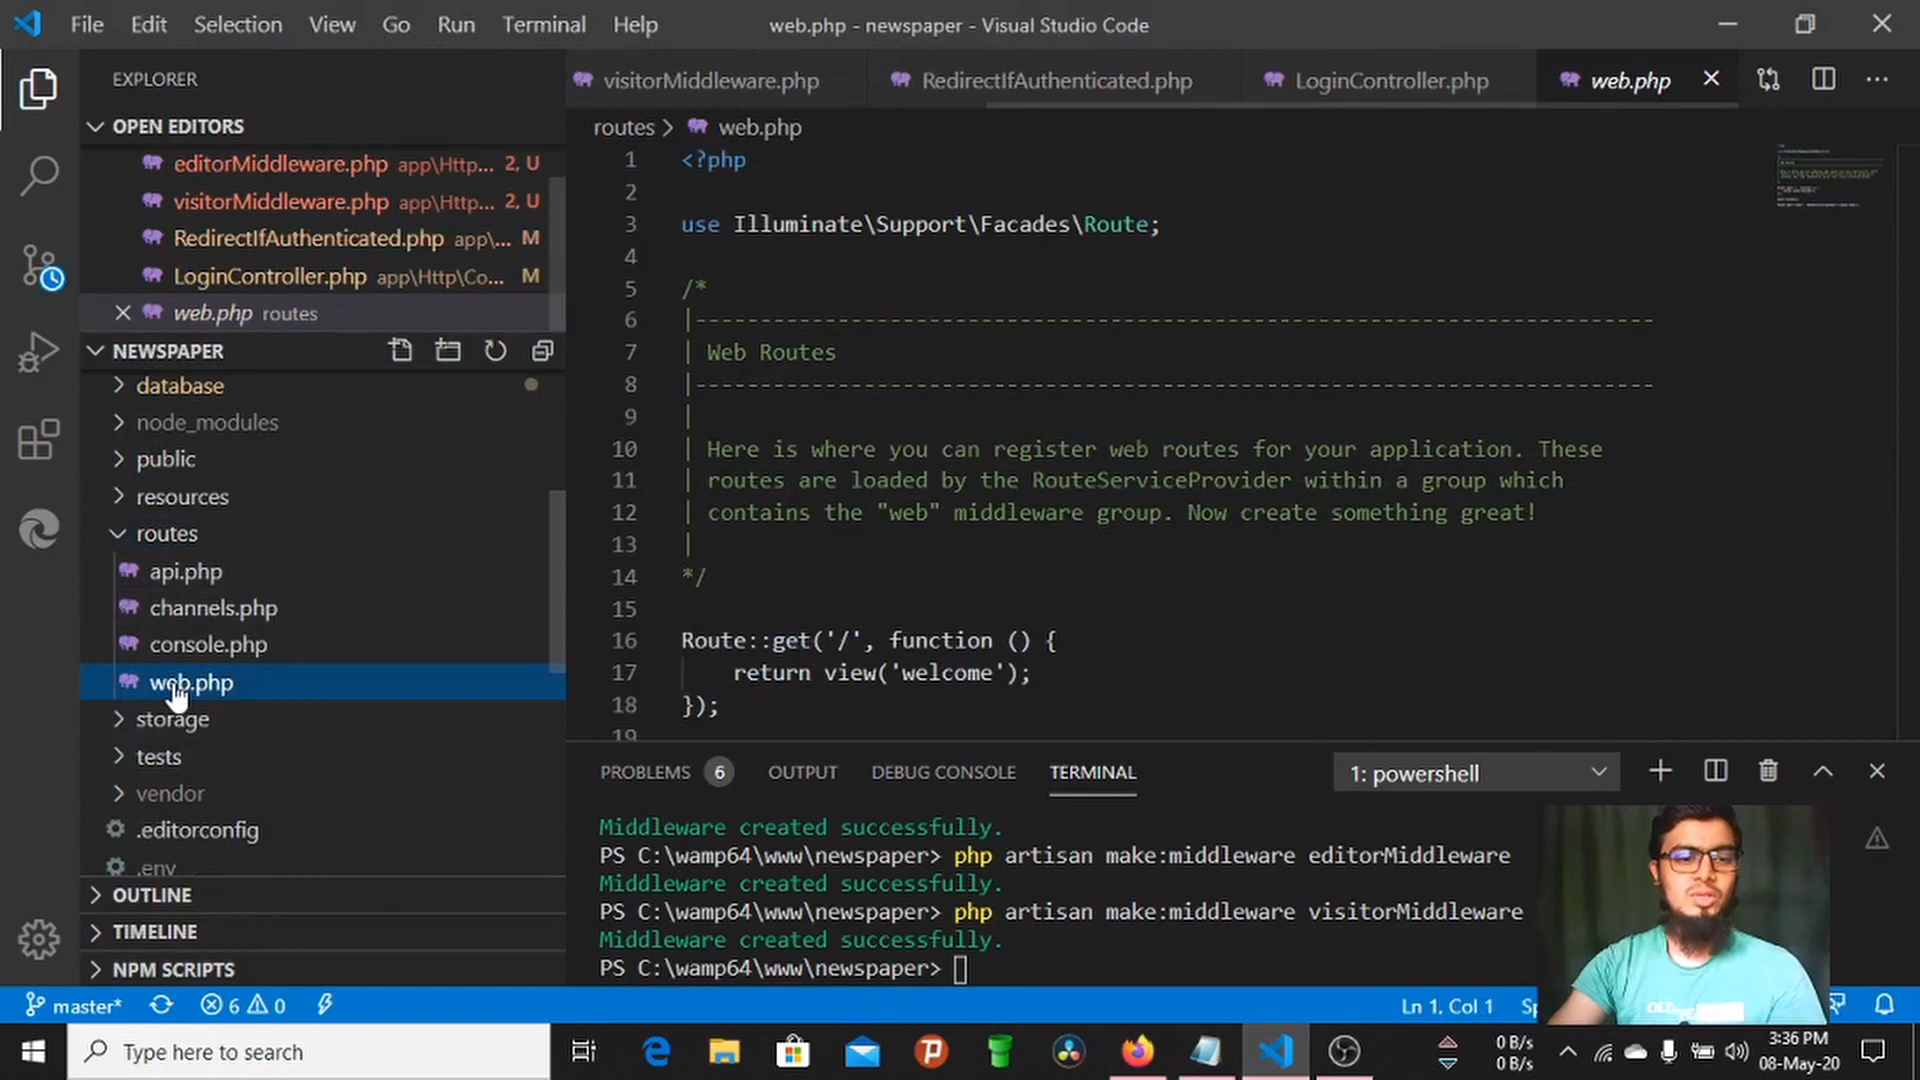 File Edit Selection View Go Run Terminal Help
web.php - newspaper - Visual Studio Code
EXPLORER
OPEN EDITORS
editorMiddleware.php app\Http... 2, U
visitorMiddleware.php app\Http... 2, U
RedirectIfAuthenticated.php app\... M
LoginController.php app\Http\Co... M
web.php routes
NEWSPAPER
database
node_modules
public
resources
routes
api.php
channels.php
console.php
web.php
storage
tests
vendor
.editorconfig
.env
OUTLINE
TIMELINE
NPM SCRIPTS
visitorMiddleware.php RedirectIfAuthenticated.php LoginController.php web.php
routes > web.php
1 <?php
2
3 use Illuminate\Support\Facades\Route;
4
5 /*
6 |--------------------------------------------------------------------------
7 | Web Routes
8 |--------------------------------------------------------------------------
9 |
10 | Here is where you can register web routes for your application. These
11 | routes are loaded by the RouteServiceProvider within a group which
12 | contains the "web" middleware group. Now create something great!
13 |
14 */
15
16 Route::get('/', function () {
17 return view('welcome');
18 });
19
PROBLEMS 6 OUTPUT DEBUG CONSOLE TERMINAL 1: powershell
Middleware created successfully.
PS C:\wamp64\www\newspaper> php artisan make:middleware editorMiddleware
Middleware created successfully.
PS C:\wamp64\www\newspaper> php artisan make:middleware visitorMiddleware
Middleware created successfully.
PS C:\wamp64\www\newspaper>
master* 6 0 Ln 1, Col 1
Type here to search
0 B/s
0 B/s
3:36 PM
08-May-20